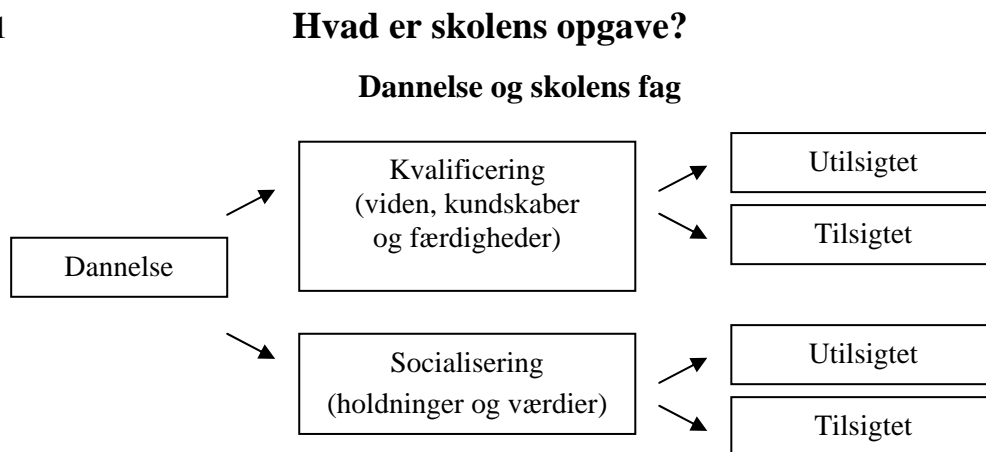 1
Hvad er skolens opgave?
Dannelse og skolens fag
Dannelse
Kvalificering
(viden, kundskaber
og færdigheder)
Utilsigtet
Tilsigtet
Socialisering
(holdninger og værdier)
Utilsigtet
Tilsigtet